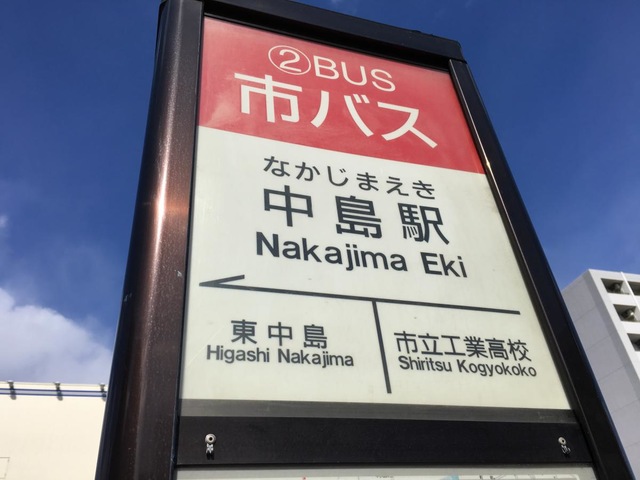 ②BUS
市バス
なかじまえき
中島駅
Nakajima Eki
東中島
Higashi Nakajima
市立工業高校
Shiritsu Kogyokoko